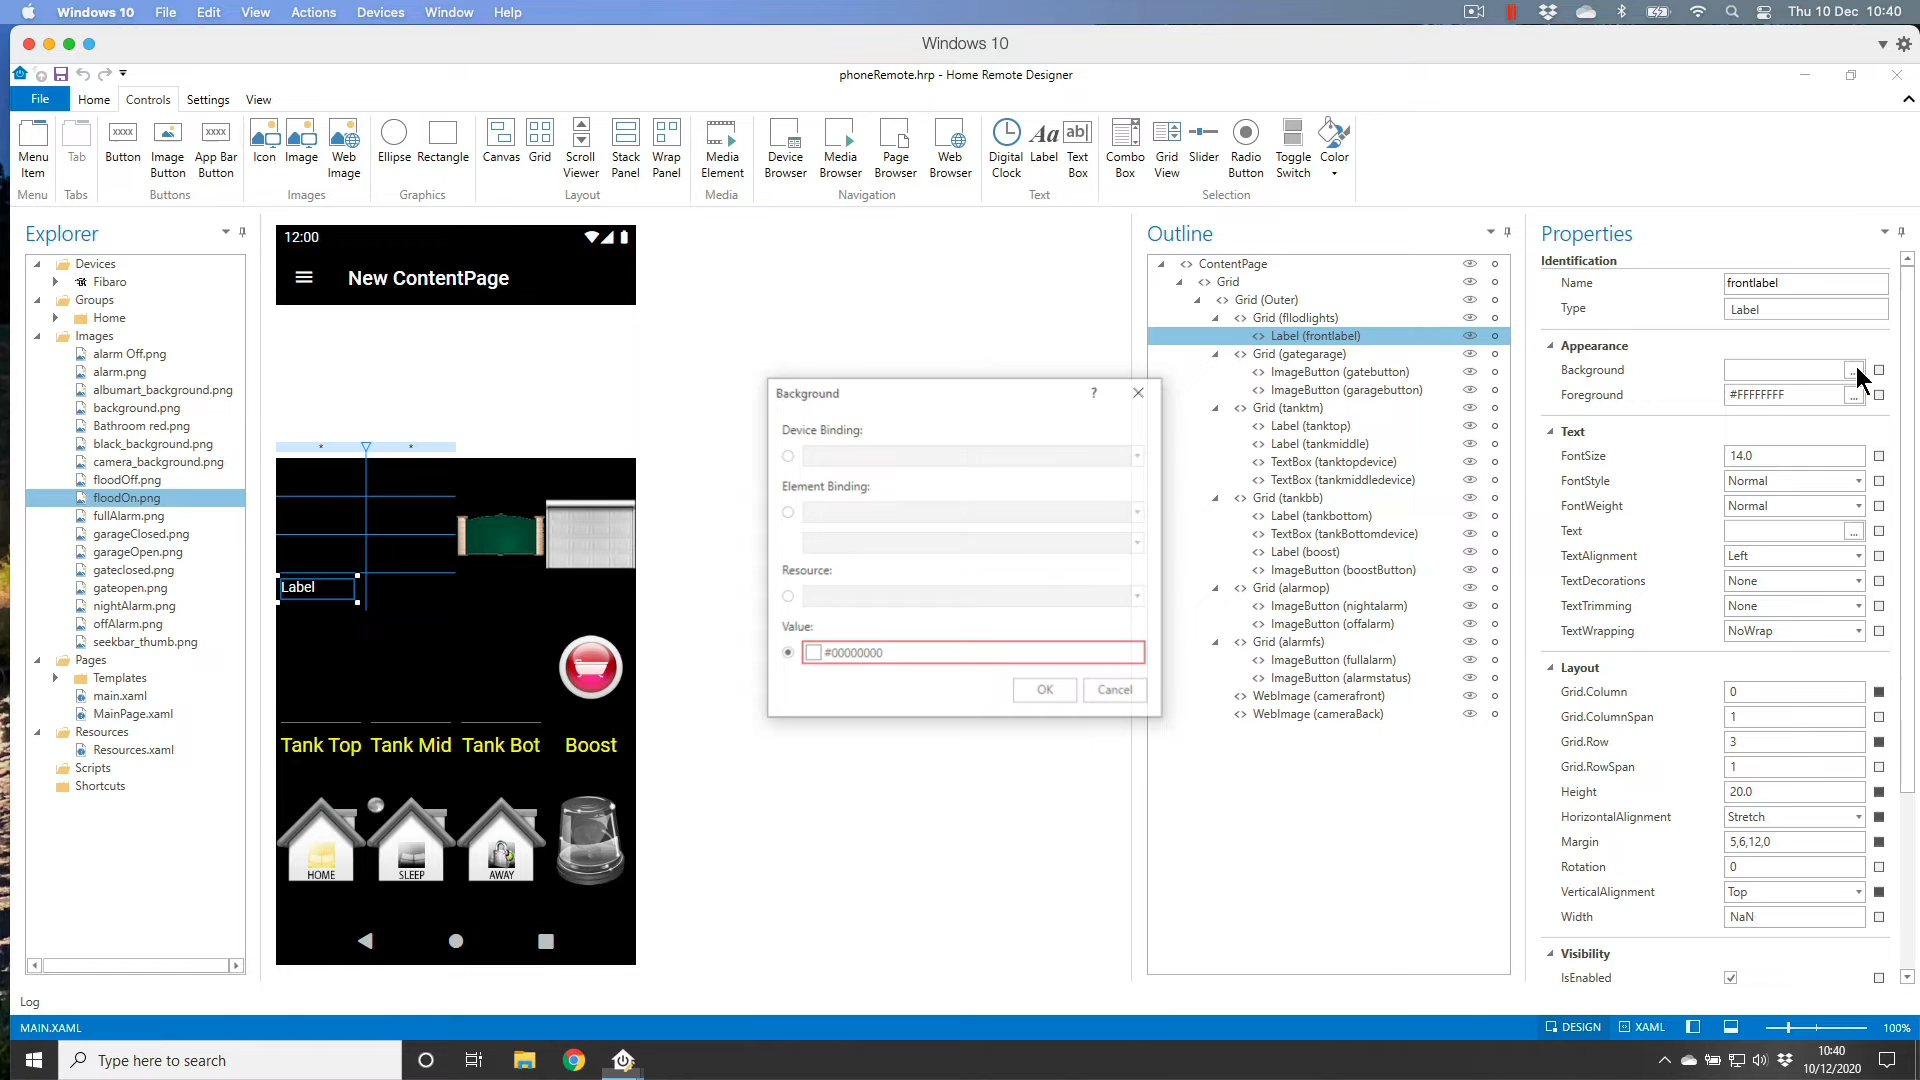 Windows 10 File Edit View Actions Devices Window Help Thu 10 Dec 10:40
Windows 10
phoneRemote.hrp - Home Remote Designer
File Home Controls Settings View
Menu Item Tab Button Image Button App Bar Button Icon Image Web Image Ellipse Rectangle Canvas Grid Scroll Viewer Stack Panel Wrap Panel Media Element Device Browser Media Browser Page Browser Web Browser Digital Clock Label Text Box Combo Box Grid View Slider Radio Button Toggle Switch Color
Menu Tabs Buttons Images Graphics Layout Media Navigation Text Selection
Explorer
Devices
Fibaro
Groups
Home
Images
alarm Off.png
alarm.png
albumart_background.png
background.png
Bathroom red.png
black_background.png
camera_background.png
floodOff.png
floodOn.png
fullAlarm.png
garageClosed.png
garageOpen.png
gateclosed.png
gateopen.png
nightAlarm.png
offAlarm.png
seekbar_thumb.png
Pages
Templates
main.xaml
MainPage.xaml
Resources
Resources.xaml
Scripts
Shortcuts
12:00
New ContentPage
* *
Label
Tank Top Tank Mid Tank Bot Boost
HOME SLEEP AWAY
Background ?
Device Binding:
Element Binding:
Resource:
Value:
#00000000
OK Cancel
Outline
ContentPage
Grid
Grid (Outer)
Grid (fllodlights)
Label (frontlabel)
Grid (gategarage)
ImageButton (gatebutton)
ImageButton (garagebutton)
Grid (tanktm)
Label (tanktop)
Label (tankmiddle)
TextBox (tanktopdevice)
TextBox (tankmiddledevice)
Grid (tankbb)
Label (tankbottom)
TextBox (tankBottomdevice)
Label (boost)
ImageButton (boostButton)
Grid (alarmop)
ImageButton (nightalarm)
ImageButton (offalarm)
Grid (alarmfs)
ImageButton (fullalarm)
ImageButton (alarmstatus)
WebImage (camerafront)
WebImage (cameraBack)
Properties
Identification
Name frontlabel
Type Label
Appearance
Background ...
Foreground #FFFFFFFF ...
Text
FontSize 14.0
FontStyle Normal
FontWeight Normal
Text ...
TextAlignment Left
TextDecorations None
TextTrimming None
TextWrapping NoWrap
Layout
Grid.Column 0
Grid.ColumnSpan 1
Grid.Row 3
Grid.RowSpan 1
Height 20.0
HorizontalAlignment Stretch
Margin 5,6,12,0
Rotation 0
VerticalAlignment Top
Width NaN
Visibility
IsEnabled
Log
MAIN.XAML DESIGN XAML 100%
Type here to search
10:40
10/12/2020